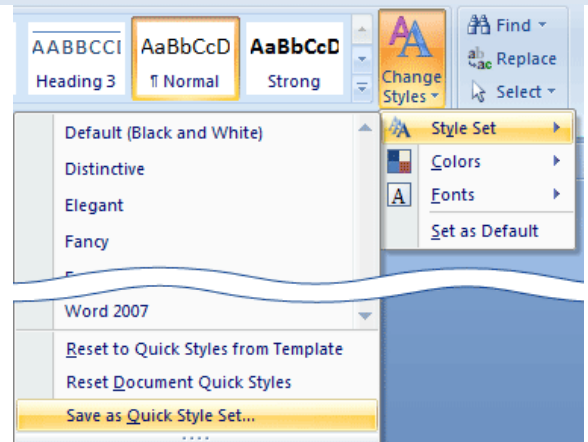 AABBCCI AaBbCcD AaBbCcD
Heading 3 ¶ Normal Strong
Change
Styles
Find
Replace
Select
Style Set
Colors
Fonts
Set as Default
Default (Black and White)
Distinctive
Elegant
Fancy
Word 2007
Reset to Quick Styles from Template
Reset Document Quick Styles
Save as Quick Style Set...